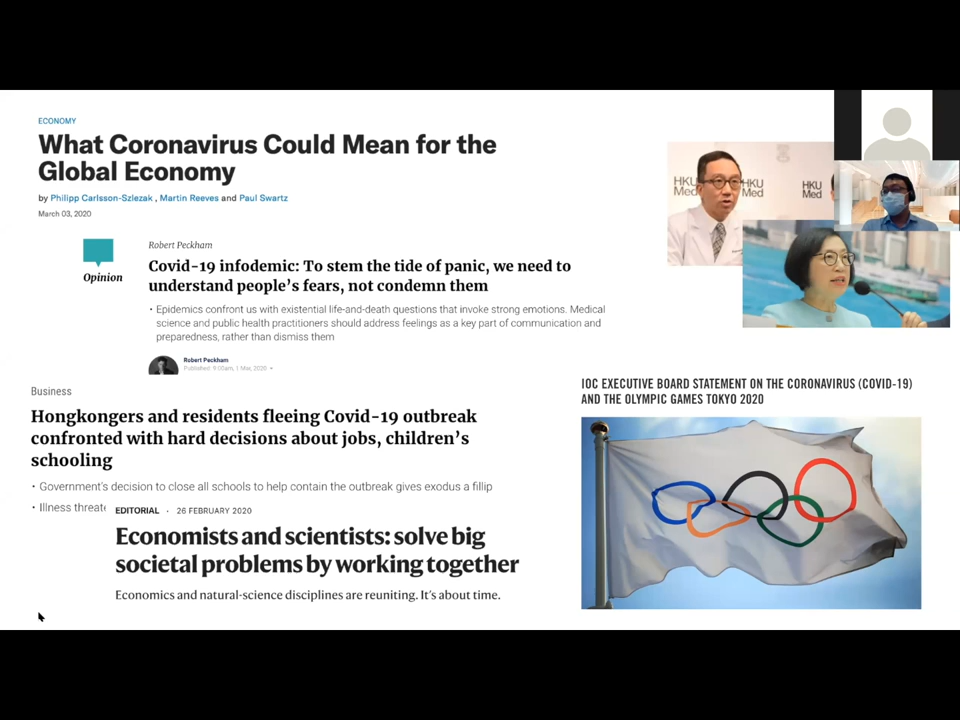 ECONOMY
What Coronavirus Could Mean for the
Global Economy
by Philipp Carlsson-Szlezak , Martin Reeves and Paul Swartz
March 03, 2020
Robert Peckham
Opinion
Covid-19 infodemic: To stem the tide of panic, we need to
understand people's fears, not condemn them
• Epidemics confront us with existential life-and-death questions that invoke strong emotions. Medical
science and public health practitioners should address feelings as a key part of communication and
preparedness, rather than dismiss them
Robert Peckham
Published: 9:00am, 1 Mar, 2020
Business
Hongkongers and residents fleeing Covid-19 outbreak
confronted with hard decisions about jobs, children's
schooling
• Government's decision to close all schools to help contain the outbreak gives exodus a fillip
• Illness threate
EDITORIAL · 26 FEBRUARY 2020
Economists and scientists: solve big
societal problems by working together
Economics and natural-science disciplines are reuniting. It's about time.
HKU
Med
HKU
Med
HKU
Med
IOC EXECUTIVE BOARD STATEMENT ON THE CORONAVIRUS (COVID-19)
AND THE OLYMPIC GAMES TOKYO 2020